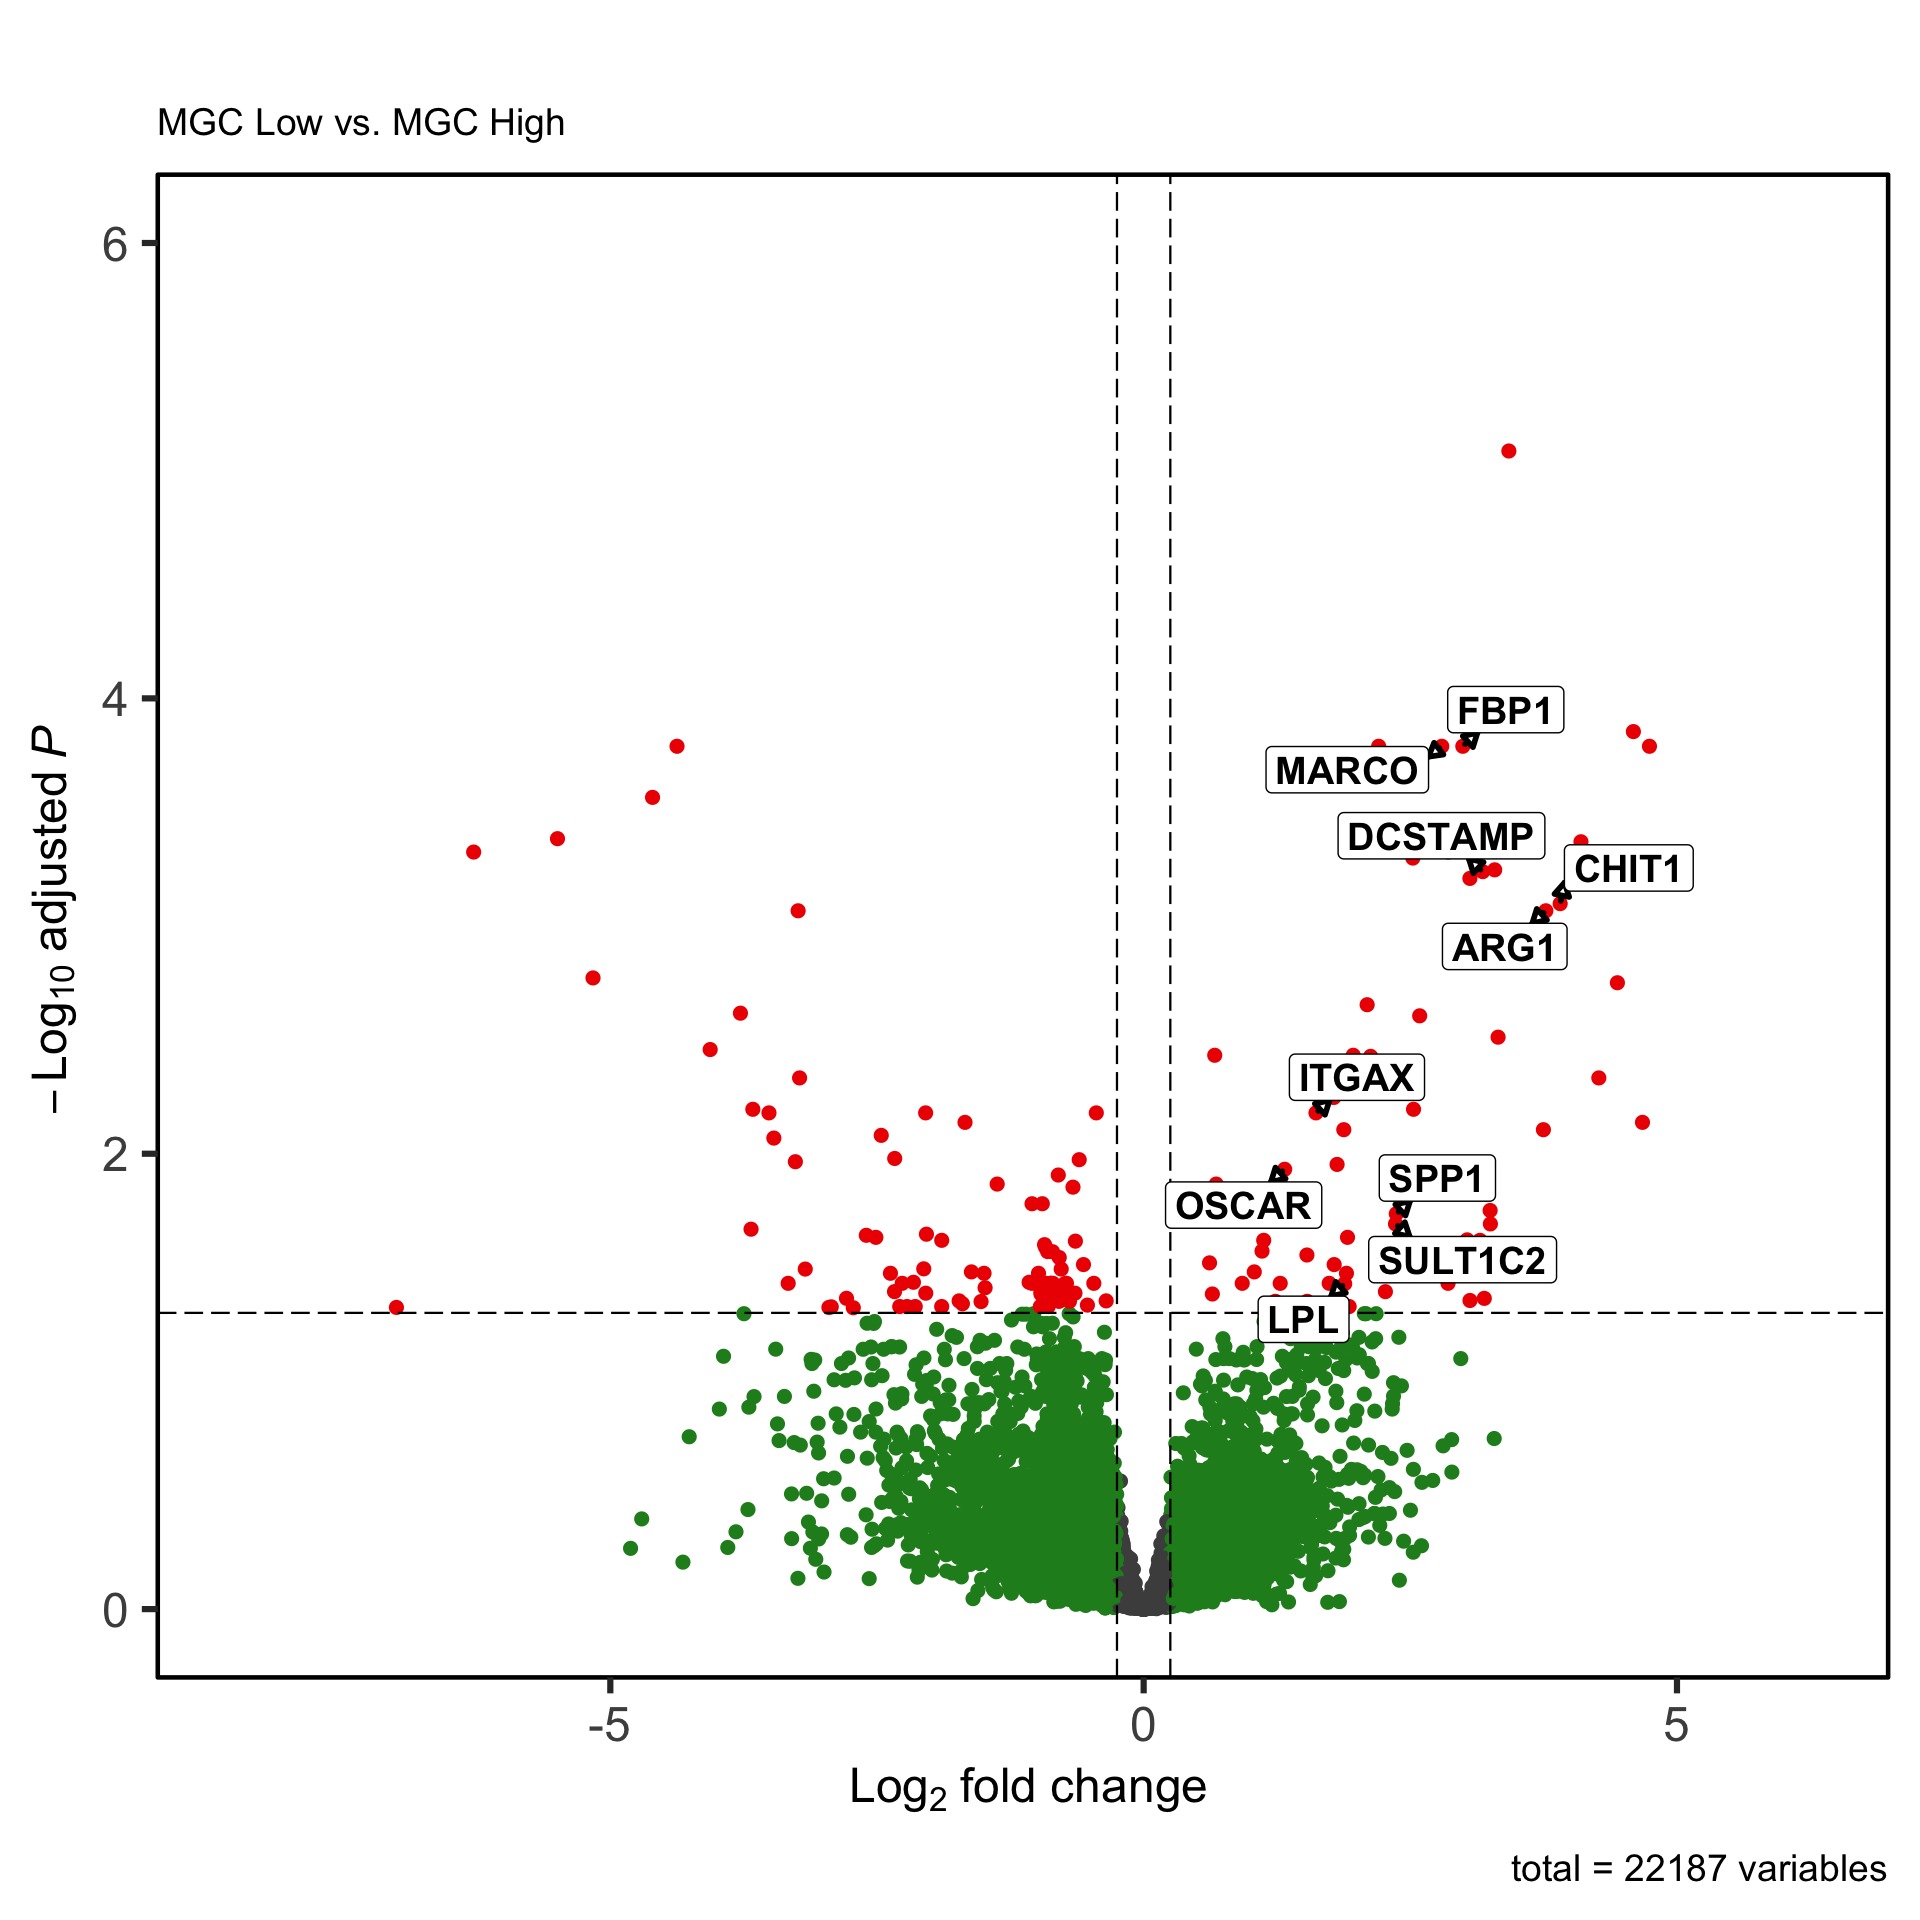 MGC Low vs. MGC High
6
4
2
0
− Log10 adjusted P
FBP1
MARCO
DCSTAMP
CHIT1
ARG1
ITGAX
SPP1
OSCAR
SULT1C2
LPL
-5 0 5
Log2 fold change
total = 22187 variables